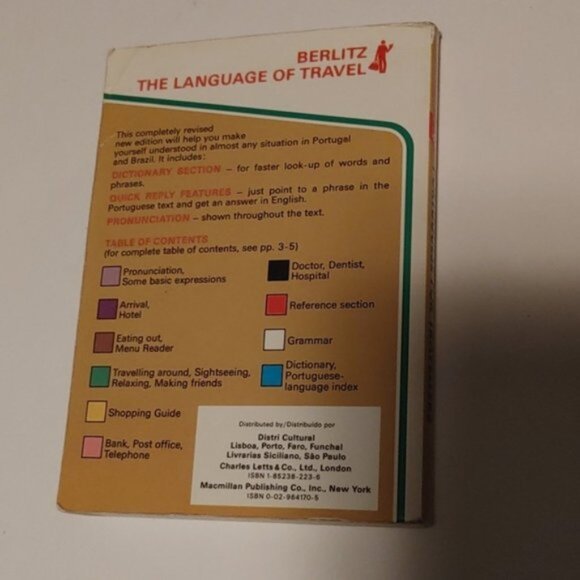 BERLITZ
THE LANGUAGE OF TRAVEL
This completely revised
new edition will help you make
yourself understood in almost any situation in Portugal
and Brazil. It includes:
DICTIONARY SECTION – for faster look-up of words and
phrases.
QUICK REPLY FEATURES – just point to a phrase in the
Portuguese text and get an answer in English.
PRONUNCIATION – shown throughout the text.
TABLE OF CONTENTS
(for complete table of contents, see pp. 3-5)
Pronunciation,
Some basic expressions
Arrival,
Hotel
Eating out,
Menu Reader
Travelling around, Sightseeing,
Relaxing, Making friends
Shopping Guide
Bank, Post office,
Telephone
Doctor, Dentist,
Hospital
Reference section
Grammar
Dictionary,
Portuguese-
language index
Distributed by/Distribuído por
Distri Cultural
Lisboa, Porto, Faro, Funchal
Livrarias Siciliano, São Paulo
Charles Letts & Co., Ltd., London
ISBN 1-85238-223-6
Macmillan Publishing Co., Inc., New York
ISBN 0-02-964170-5